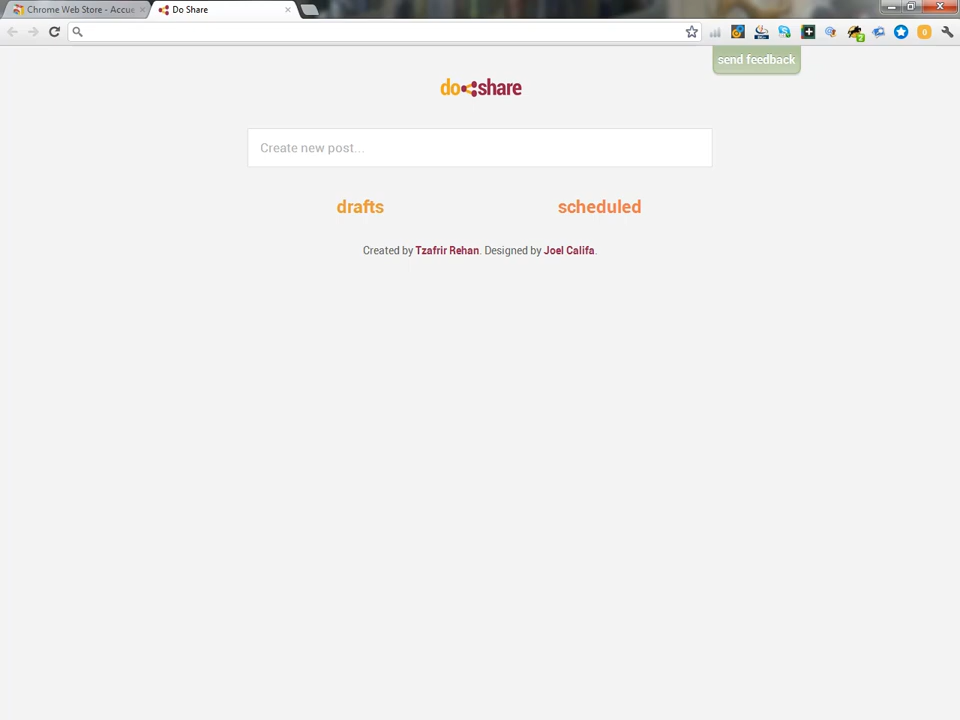 Chrome Web Store - Accue
Do Share
send feedback
do share
Create new post...
drafts
scheduled
Created by Tzafrir Rehan. Designed by Joel Califa.